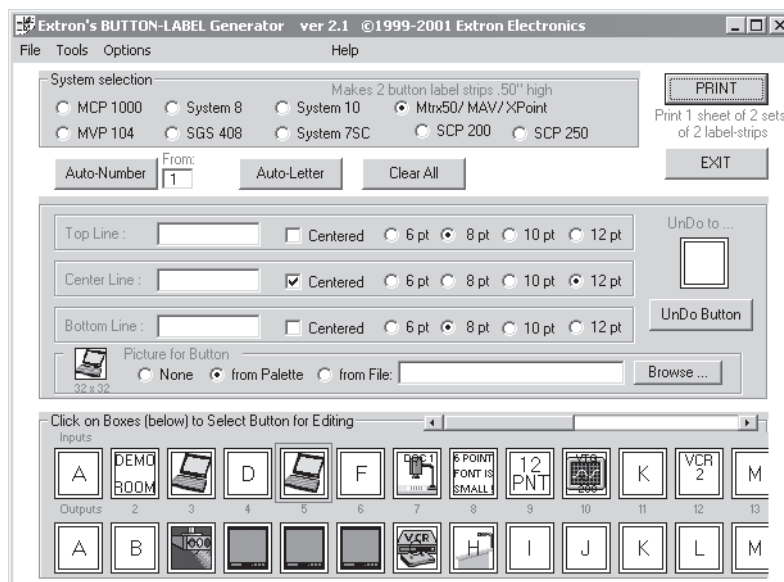 Extron's BUTTON-LABEL Generator ver 2.1 ©1999-2001 Extron Electronics
File Tools Options Help
System selection
Makes 2 button label strips .50" high
MCP 1000 System 8 System 10 Mtrx50/ MAV/ XPoint
MVP 104 SGS 408 System 7SC SCP 200 SCP 250
PRINT
Print 1 sheet of 2 sets
of 2 label-strips
EXIT
Auto-Number From: 1 Auto-Letter Clear All
Top Line : Centered 6 pt 8 pt 10 pt 12 pt
Center Line : Centered 6 pt 8 pt 10 pt 12 pt
Bottom Line : Centered 6 pt 8 pt 10 pt 12 pt
UnDo to ...
UnDo Button
Picture for Button
32 x 32 None from Palette from File: Browse ...
Click on Boxes (below) to Select Button for Editing
Inputs
A DEMO ROOM D F DOC 1 6 POINT FONT IS SMALL ! 12 PNT VTG 200 K VCR 2 M
Outputs 2 3 4 5 6 7 8 9 10 11 12 13
A B VCR H I J K L M